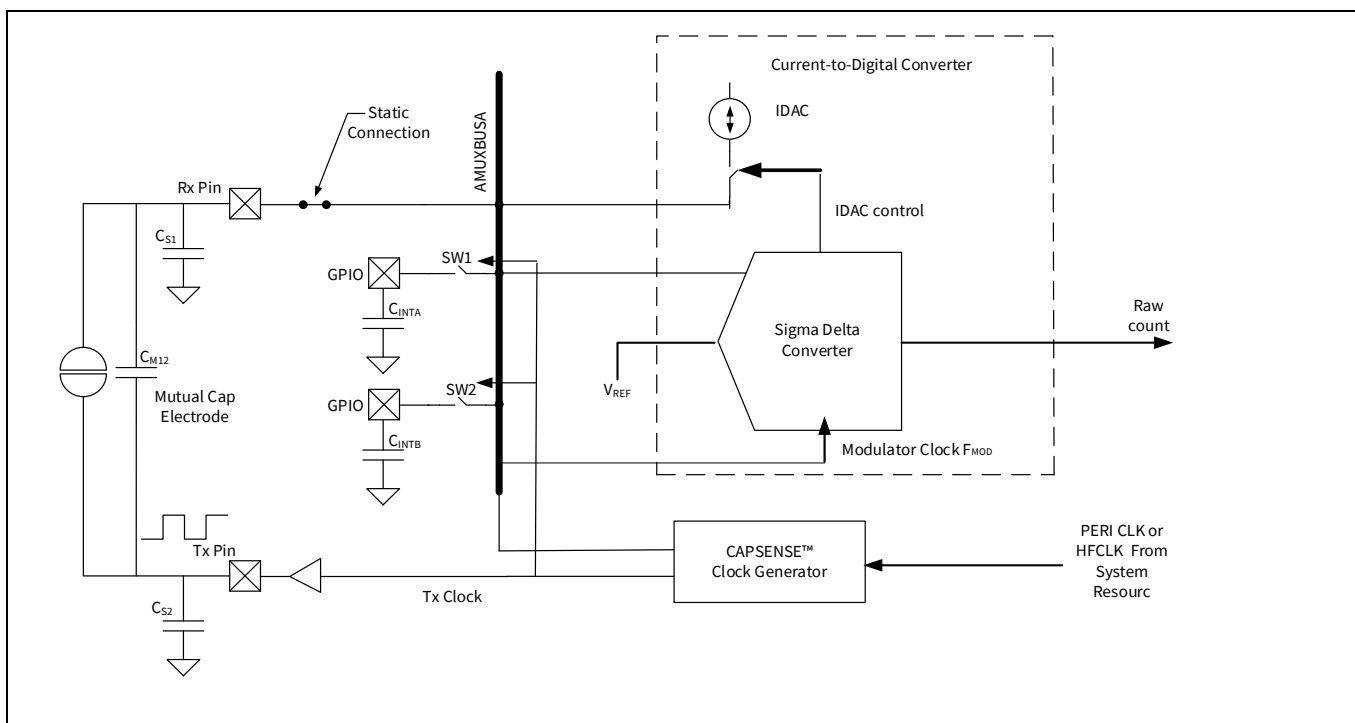 Current-to-Digital Converter
Static
Connection
AMUXBUSA
IDAC
Rx Pin
IDAC control
CS1
SW1
GPIO
CINTA
Raw
count
Sigma Delta
Converter
CM12
Mutual Cap
Electrode
VREF
SW2
GPIO
CINTB
Modulator Clock FMOD
Tx Pin
CAPSENSE™
Clock Generator
PERI CLK or
HFCLK From
System
Resourc
Tx Clock
CS2